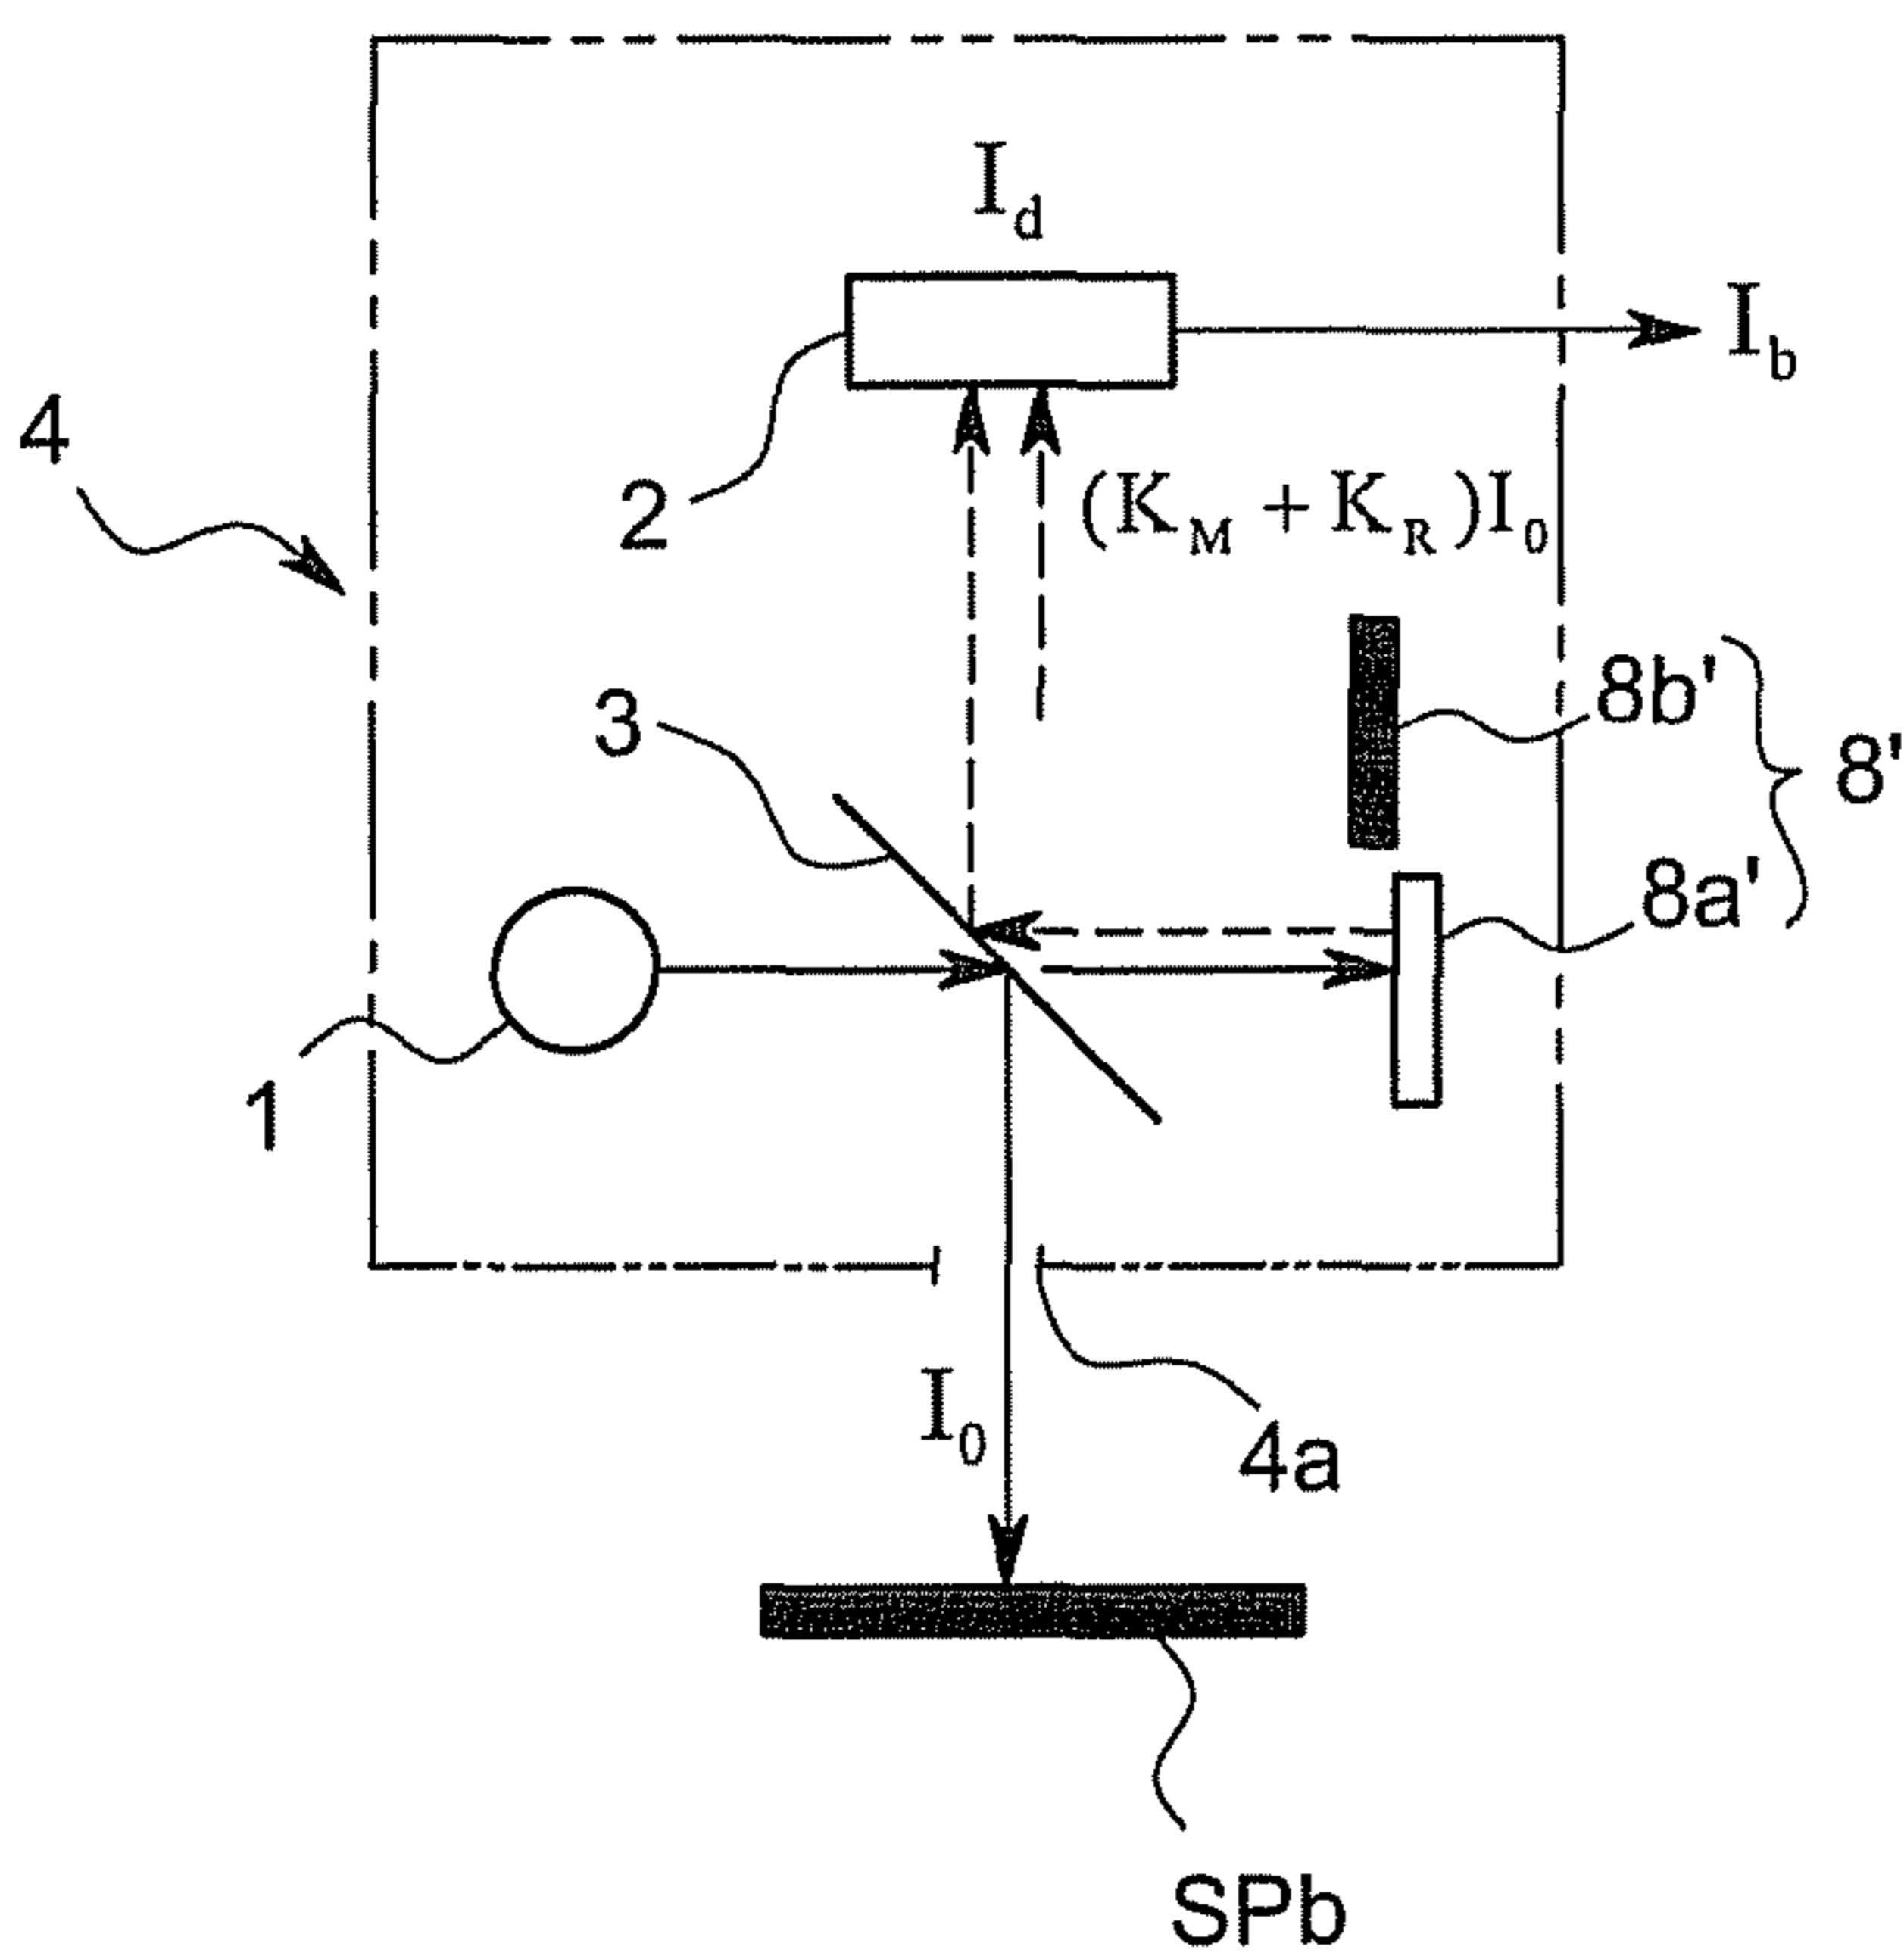 I_d
I_b
4
2
(K_M + K_R)I_0
3
8b'
8'
8a'
1
I_0
4a
SPb